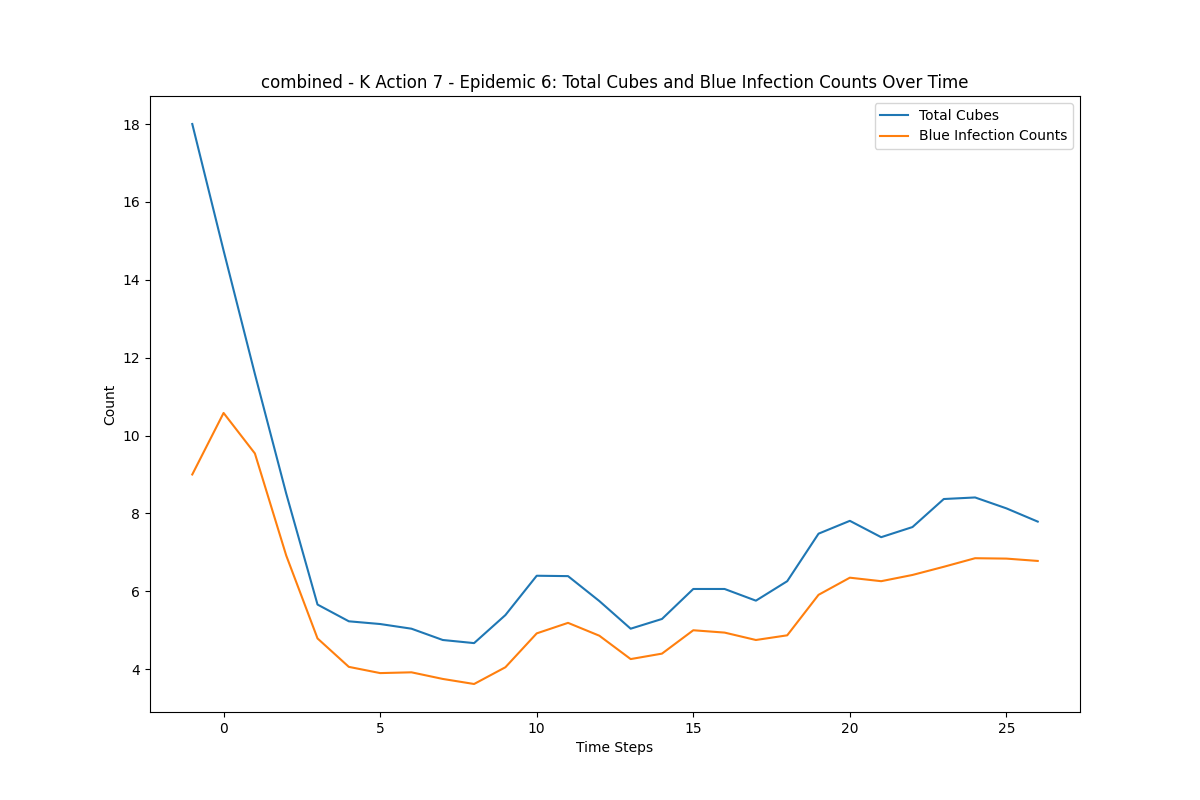 combined - K Action 7 - Epidemic 6: Total Cubes and Blue Infection Counts Over Time
Total Cubes
Blue Infection Counts
18
16
14
12
10
8
6
4
Count
0 5 10 15 20 25
Time Steps